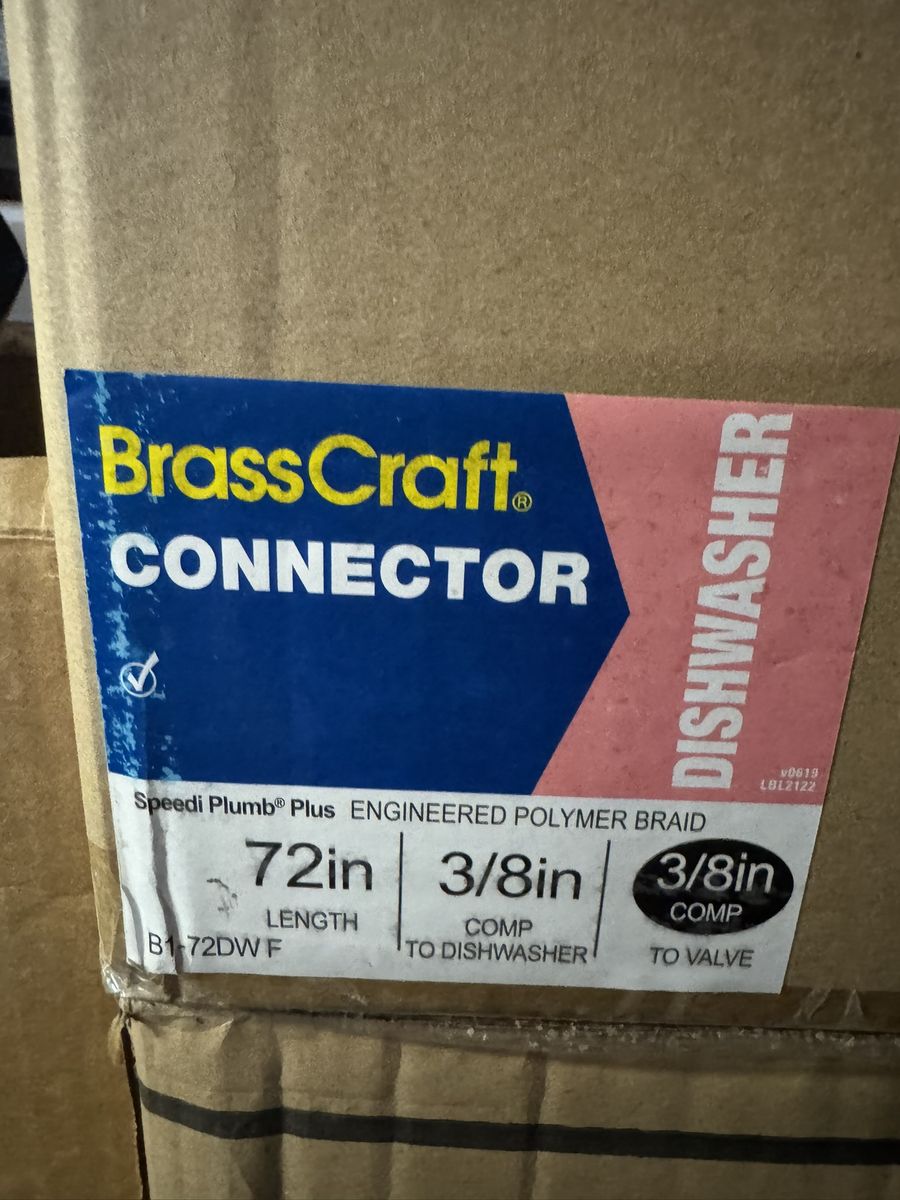 BrassCraft®
CONNECTOR
DISHWASHER
v0619
LBL2122
Speedi Plumb® Plus ENGINEERED POLYMER BRAID
72in
LENGTH
B1-72DW F
3/8in
COMP
TO DISHWASHER
3/8in
COMP
TO VALVE